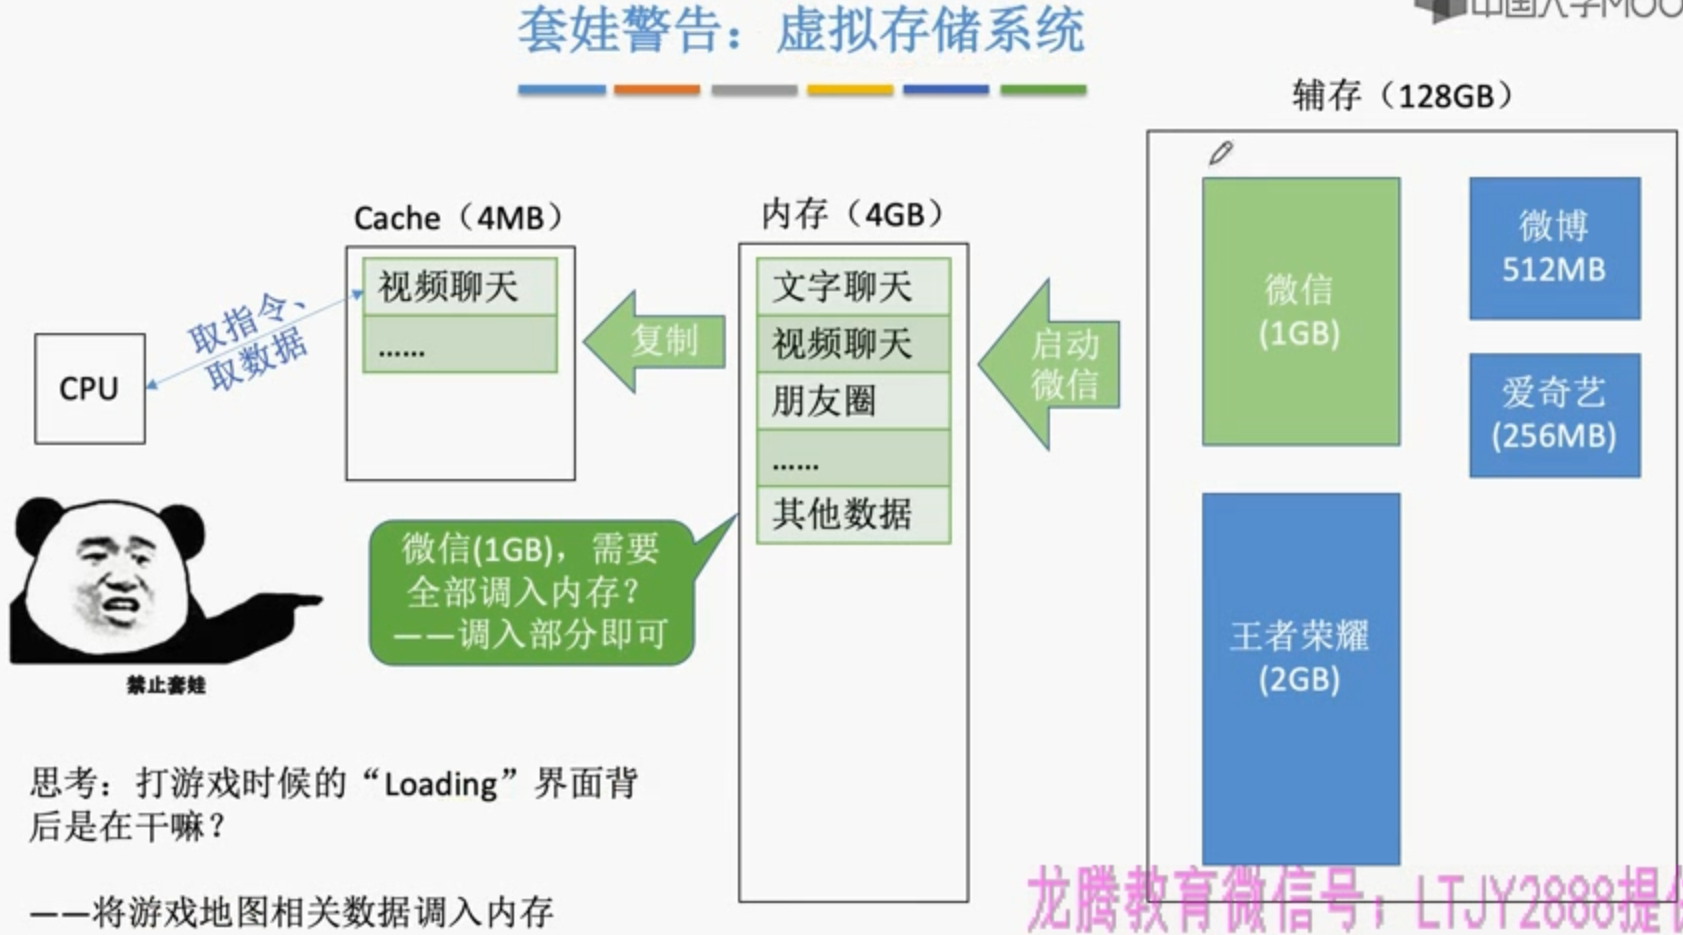 套娃警告：虚拟存储系统
中国大学MOO
辅存（128GB）
Cache（4MB）
内存（4GB）
视频聊天
......
取指令、
取数据
CPU
复制
文字聊天
视频聊天
朋友圈
......
其他数据
启动
微信
微信
(1GB)
微博
512MB
爱奇艺
(256MB)
王者荣耀
(2GB)
微信(1GB)，需要
全部调入内存？
——调入部分即可
禁止套娃
思考：打游戏时候的“Loading”界面背
后是在干嘛？
——将游戏地图相关数据调入内存
龙腾教育微信号；LTJY2888提供